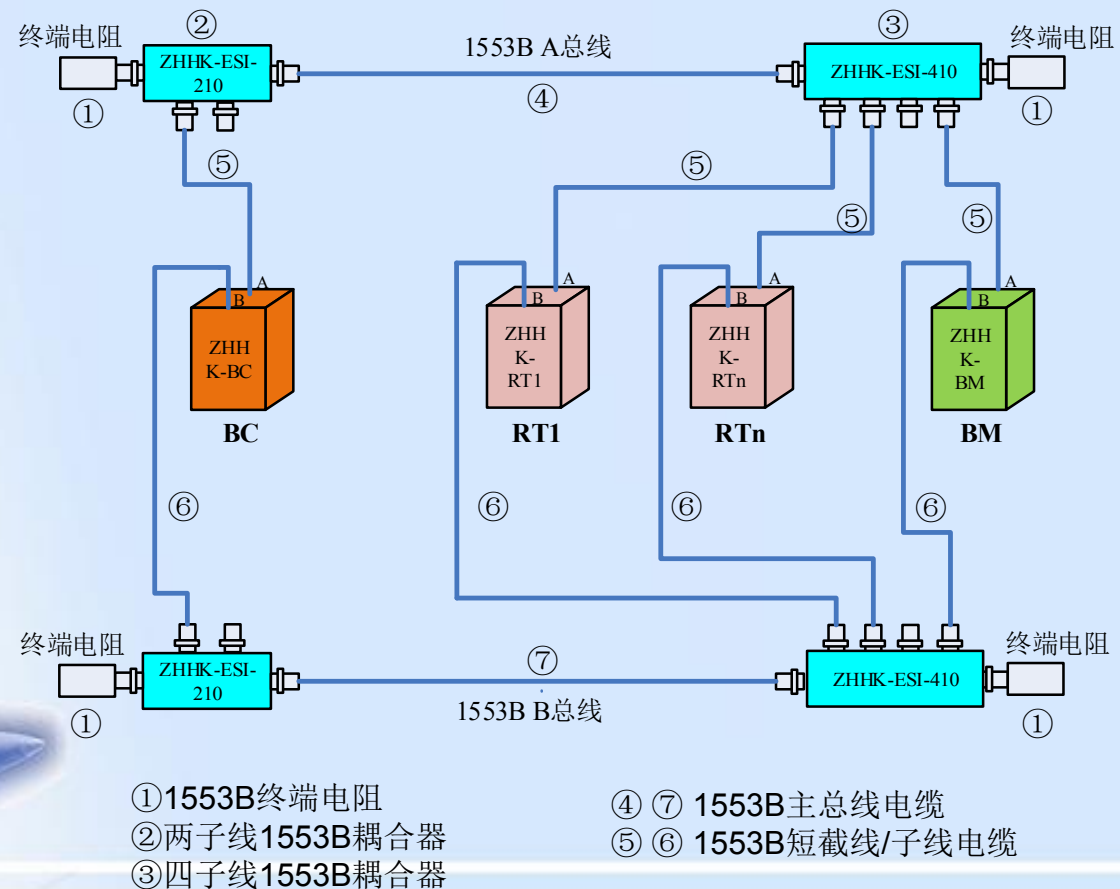 ②
③
终端电阻
1553B A总线
终端电阻
ZHHK-ESI-
210
ZHHK-ESI-410
①
④
①
⑤
⑤
⑤
⑤
A
B
A
B
A
B
A
B
ZHH
K-BC
ZHH
K-
RT1
ZHH
K-
RTn
ZHH
K-
BM
BC
RT1
RTn
BM
⑥
⑥
⑥
⑥
终端电阻
⑦
终端电阻
ZHHK-ESI-
210
ZHHK-ESI-410
①
1553B B总线
①
①1553B终端电阻
②两子线1553B耦合器
③四子线1553B耦合器
④ ⑦ 1553B主总线电缆
⑤ ⑥ 1553B短截线/子线电缆